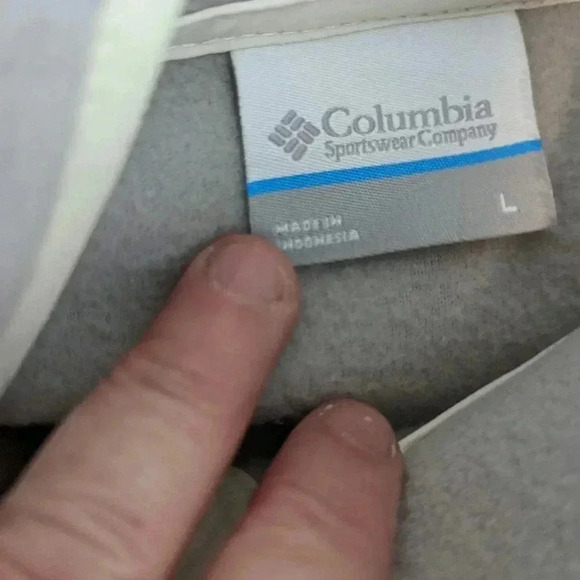 Columbia
Sportswear Company
L
MADE IN
INDONESIA